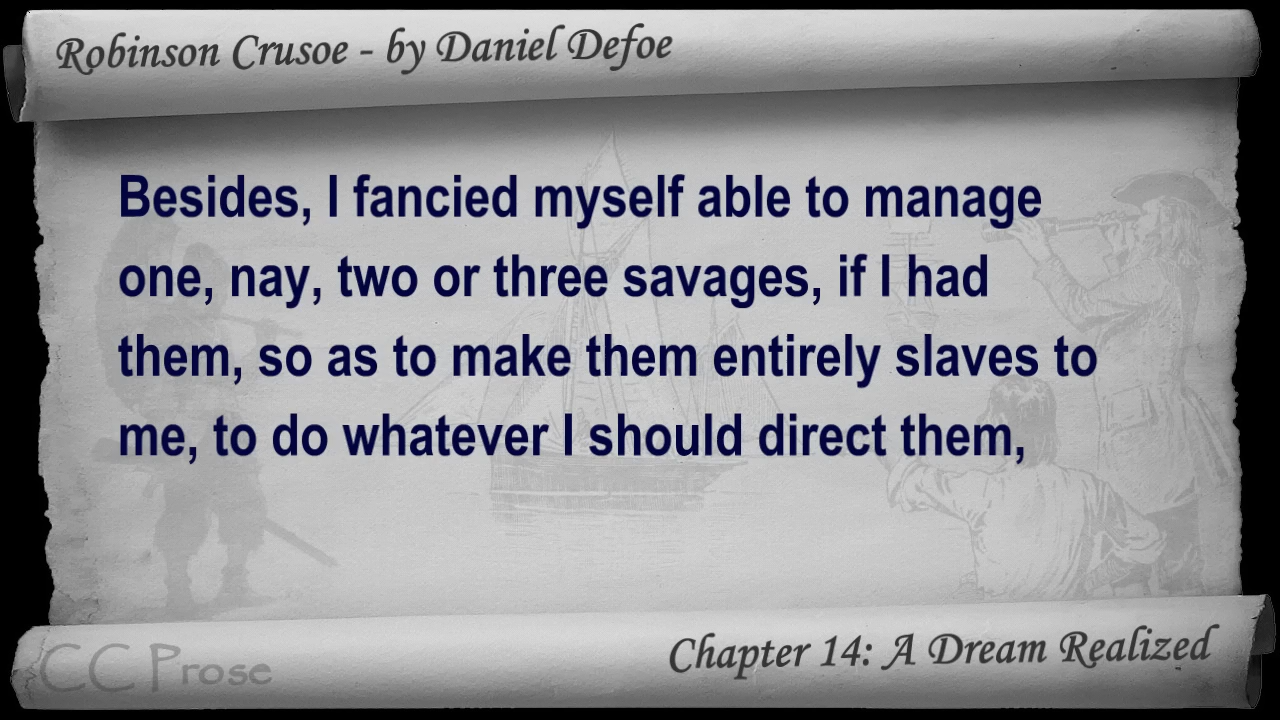 Robinson Crusoe - by Daniel Defoe
Besides, I fancied myself able to manage
one, nay, two or three savages, if I had
them, so as to make them entirely slaves to
me, to do whatever I should direct them,
CC Prose
Chapter 14: A Dream Realized